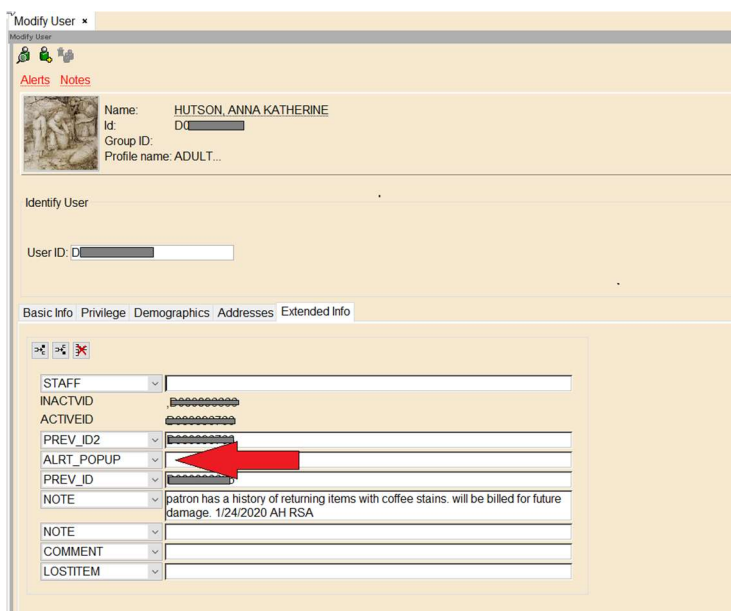 Modify User ×
Modify User
Alerts Notes
Name: HUTSON, ANNA KATHERINE
Id: D0
Group ID:
Profile name: ADULT...
Identify User
User ID: D
Basic Info Privilege Demographics Addresses Extended Info
STAFF
INACTVID
ACTIVEID
PREV_ID2
ALRT_POPUP
PREV_ID
NOTE patron has a history of returning items with coffee stains. will be billed for future
damage. 1/24/2020 AH RSA
NOTE
COMMENT
LOSTITEM